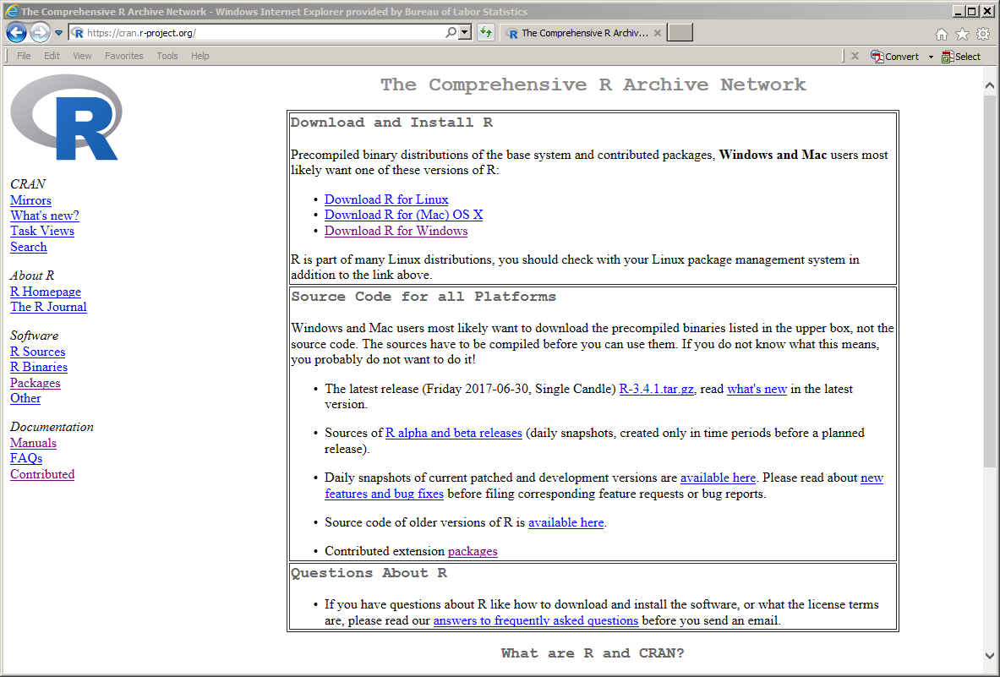 The Comprehensive R Archive Network - Windows Internet Explorer provided by Bureau of Labor Statistics
https://cran.r-project.org/
The Comprehensive R Archiv...
File Edit View Favorites Tools Help
Convert Select
R
The Comprehensive R Archive Network
CRAN
Mirrors
What's new?
Task Views
Search
About R
R Homepage
The R Journal
Software
R Sources
R Binaries
Packages
Other
Documentation
Manuals
FAQs
Contributed
Download and Install R
Precompiled binary distributions of the base system and contributed packages, Windows and Mac users most
likely want one of these versions of R:
• Download R for Linux
• Download R for (Mac) OS X
• Download R for Windows
R is part of many Linux distributions, you should check with your Linux package management system in
addition to the link above.
Source Code for all Platforms
Windows and Mac users most likely want to download the precompiled binaries listed in the upper box, not the
source code. The sources have to be compiled before you can use them. If you do not know what this means,
you probably do not want to do it!
• The latest release (Friday 2017-06-30, Single Candle) R-3.4.1.tar.gz, read what's new in the latest
version.
• Sources of R alpha and beta releases (daily snapshots, created only in time periods before a planned
release).
• Daily snapshots of current patched and development versions are available here. Please read about new
features and bug fixes before filing corresponding feature requests or bug reports.
• Source code of older versions of R is available here.
• Contributed extension packages
Questions About R
• If you have questions about R like how to download and install the software, or what the license terms
are, please read our answers to frequently asked questions before you send an email.
What are R and CRAN?